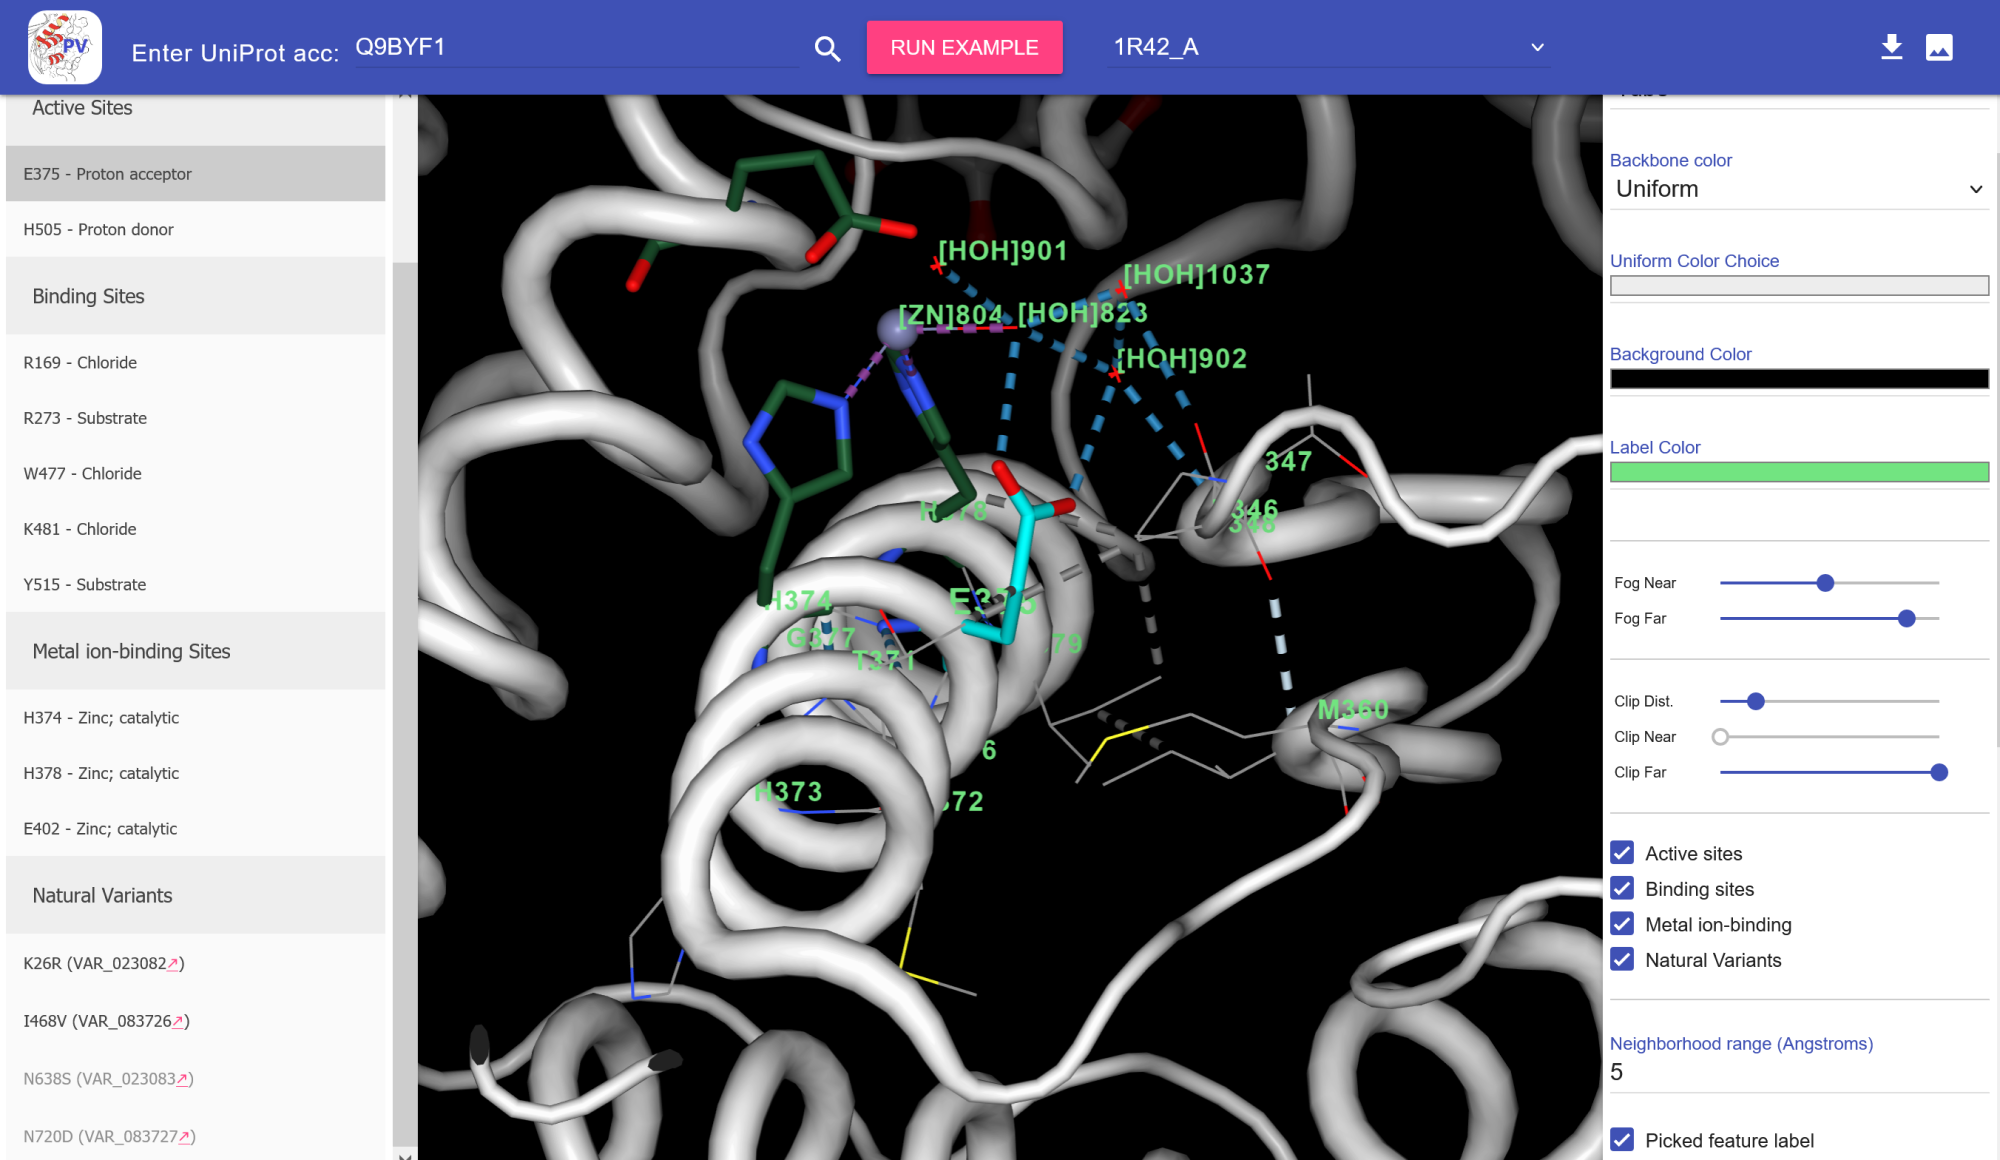 PV
Enter UniProt acc: Q9BYF1
RUN EXAMPLE
1R42_A
Active Sites
E375 - Proton acceptor
H505 - Proton donor
Binding Sites
R169 - Chloride
R273 - Substrate
W477 - Chloride
K481 - Chloride
Y515 - Substrate
Metal ion-binding Sites
H374 - Zinc; catalytic
H378 - Zinc; catalytic
E402 - Zinc; catalytic
Natural Variants
K26R (VAR_023082↗)
I468V (VAR_083726↗)
N638S (VAR_023083↗)
N720D (VAR_083727↗)
[HOH]901
[HOH]1037
[ZN]804
[HOH]823
[HOH]902
347
346
H378
H374
G377
T371
79
M360
6
H373
372
Backbone color
Uniform
Uniform Color Choice
Background Color
Label Color
Fog Near
Fog Far
Clip Dist.
Clip Near
Clip Far
Active sites
Binding sites
Metal ion-binding
Natural Variants
Neighborhood range (Angstroms)
5
Picked feature label